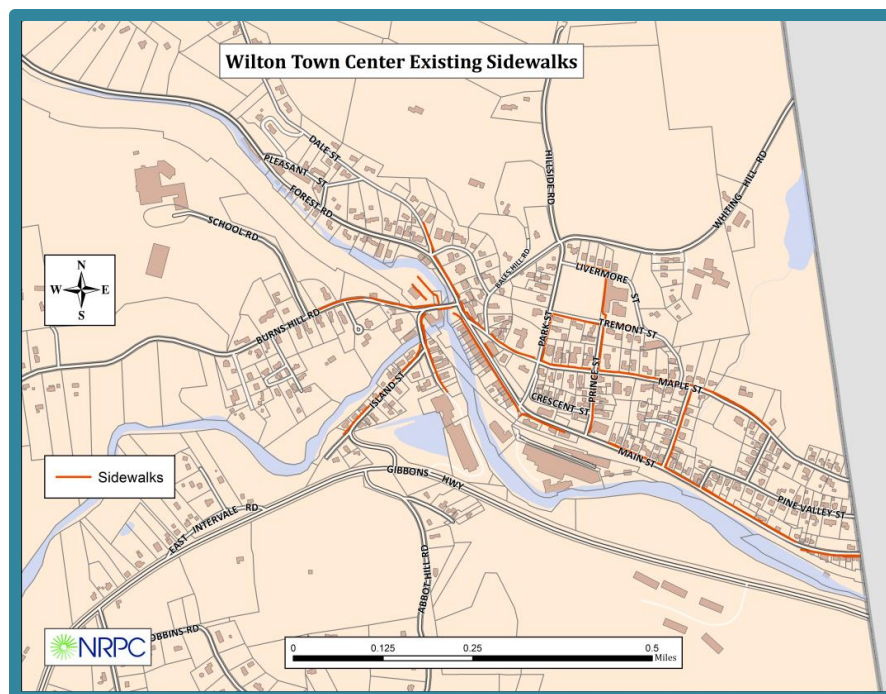 Wilton Town Center Existing Sidewalks
DALE ST
PLEASANT ST
FOREST RD
HILLSIDE RD
WHITING HILL RD
SCHOOL RD
BALES HILL RD
N
W E
S
LIVERMORE ST
PARK ST
TREMONT ST
BURNS HILL RD
PRINCE ST
MAPLE ST
ISLAND ST
CRESCENT ST
MAIN ST
Sidewalks
GIBBONS HWY
PINE VALLEY ST
EAST INTERVALE RD
ABBOT HILL RD
NRPC
OBBINS RD
0 0.125 0.25 0.5
Miles